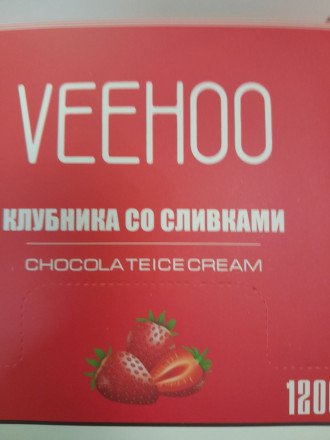 VEEHOO
КЛУБНИКА СО СЛИВКАМИ
CHOCOLATEICE CREAM